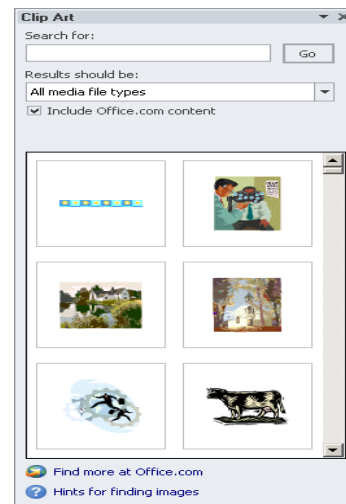 Clip Art
Search for:
Go
Results should be:
All media file types
Include Office.com content
Find more at Office.com
Hints for finding images